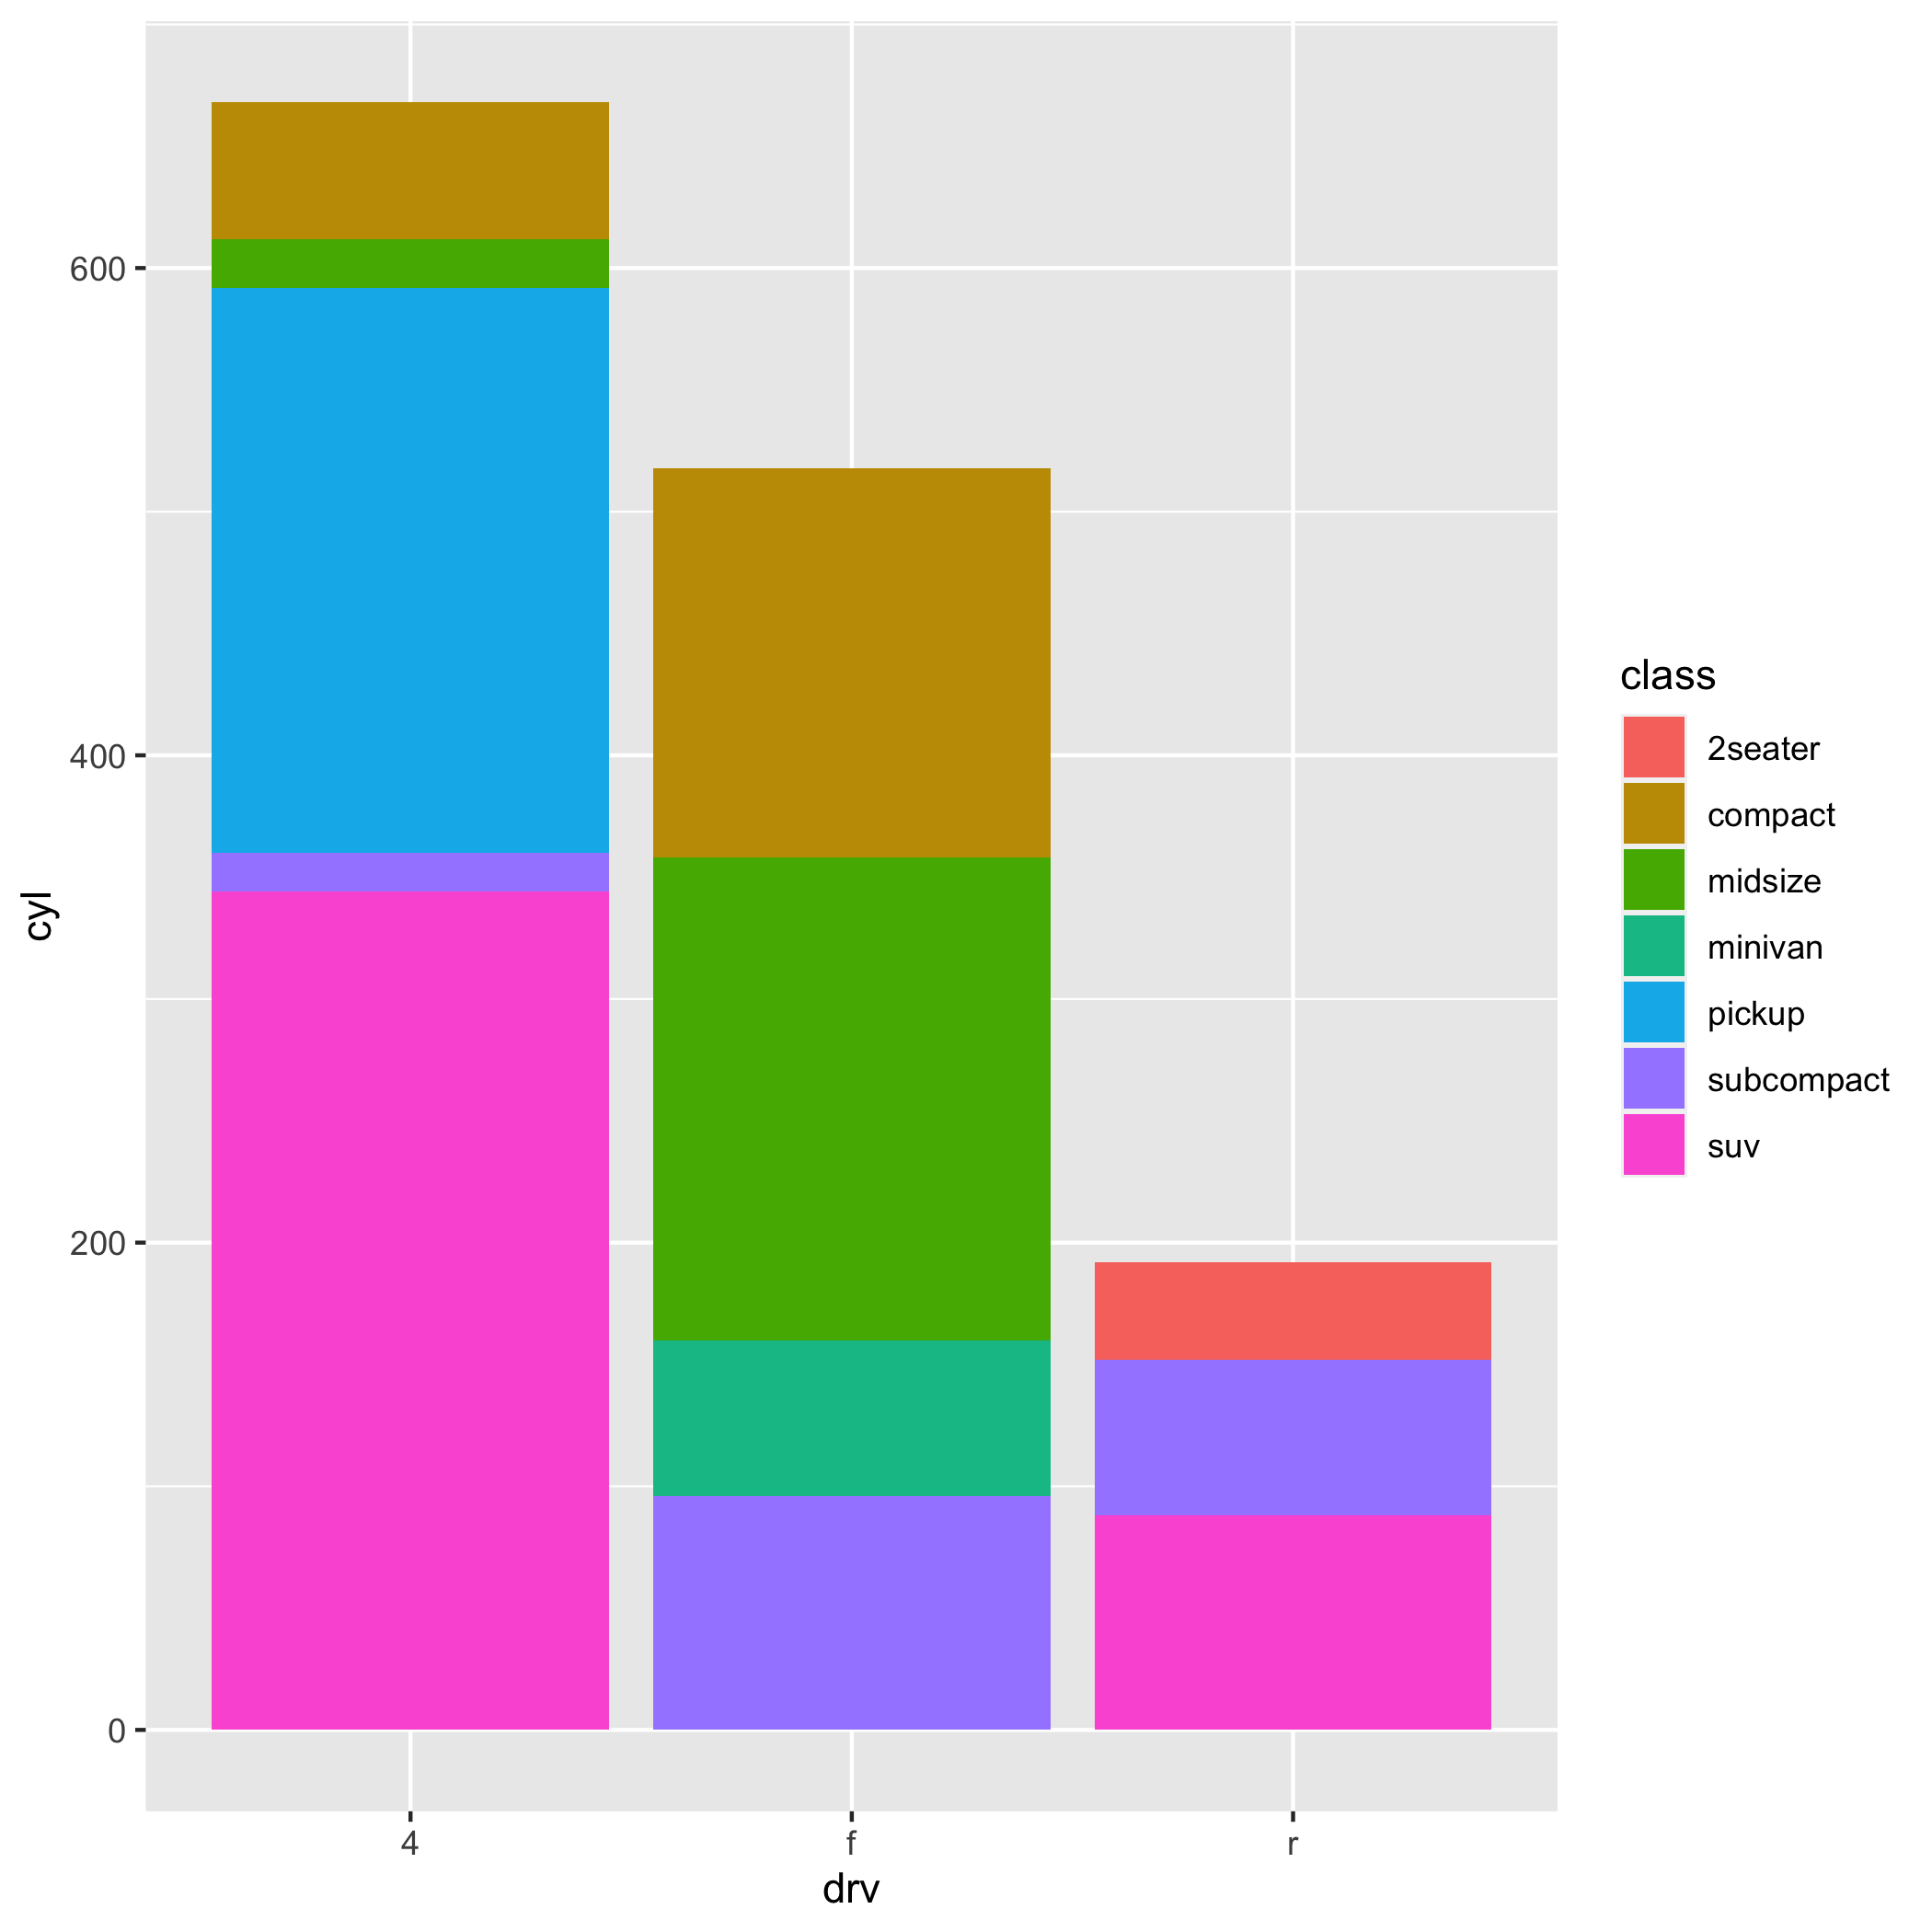 600
400
200
0
cyl
4 f r
drv
class
2seater
compact
midsize
minivan
pickup
subcompact
suv